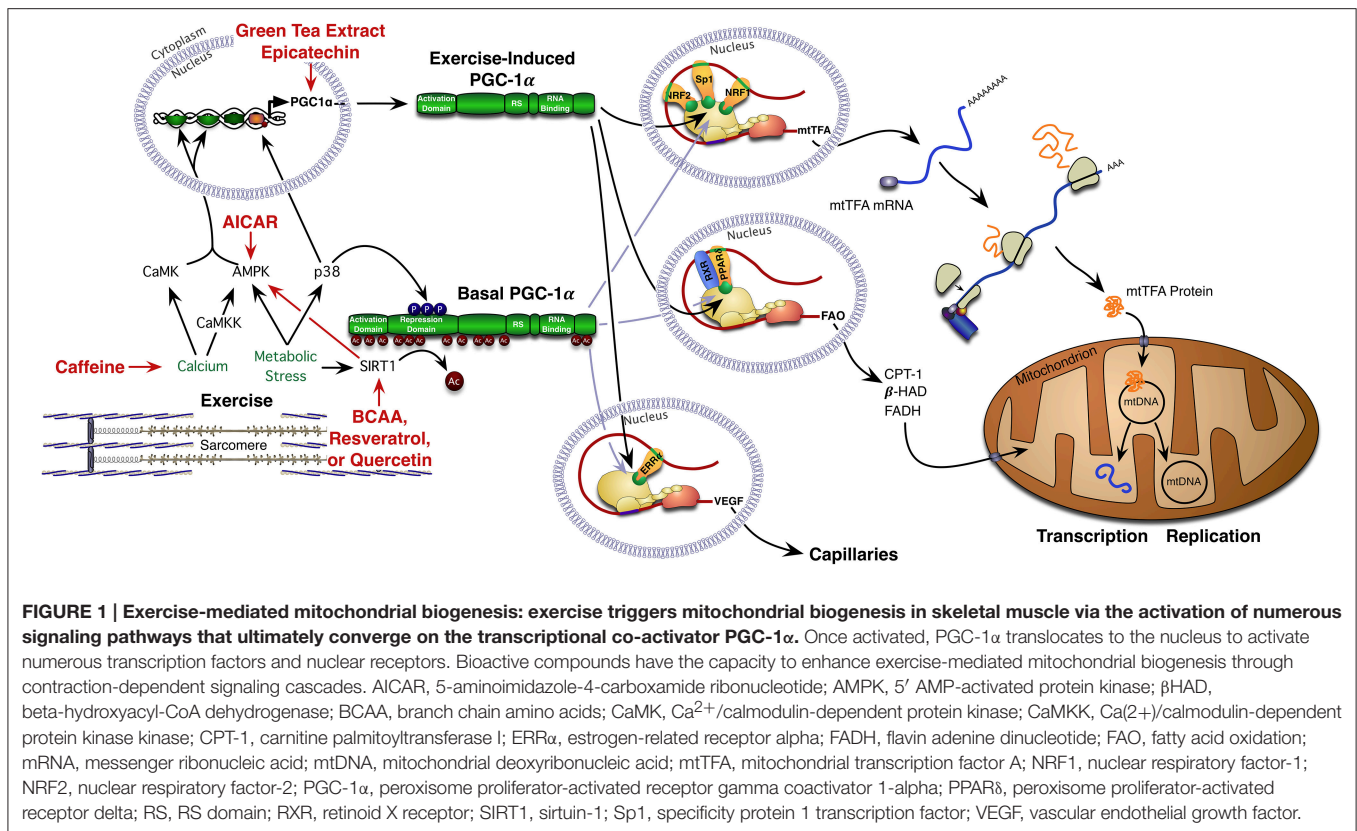 Cytoplasm
Nucleus
Green Tea Extract
Epicatechin
PGC1α
Exercise-Induced
PGC-1α
Activation
Domain
RS
RNA
Binding
Nucleus
NRF2
Sp1
NRF1
mtTFA
AAAAAAAA
mtTFA mRNA
AAA
mtTFA Protein
AICAR
CaMK
AMPK
p38
CaMKK
Caffeine
Calcium
Metabolic
Stress
SIRT1
Ac
Basal PGC-1α
P P P
Activation
Domain
Repression
Domain
RS
RNA
Binding
Ac Ac Ac Ac Ac Ac Ac Ac Ac Ac Ac
Exercise
Sarcomere
BCAA,
Resveratrol,
or Quercetin
Nucleus
RXR
PPARδ
FAO
CPT-1
β-HAD
FADH
Nucleus
ERRα
VEGF
Capillaries
Mitochondrion
mtDNA
mtDNA
Transcription
Replication
FIGURE 1 | Exercise-mediated mitochondrial biogenesis: exercise triggers mitochondrial biogenesis in skeletal muscle via the activation of numerous
signaling pathways that ultimately converge on the transcriptional co-activator PGC-1α. Once activated, PGC-1α translocates to the nucleus to activate
numerous transcription factors and nuclear receptors. Bioactive compounds have the capacity to enhance exercise-mediated mitochondrial biogenesis through
contraction-dependent signaling cascades. AICAR, 5-aminoimidazole-4-carboxamide ribonucleotide; AMPK, 5′ AMP-activated protein kinase; βHAD,
beta-hydroxyacyl-CoA dehydrogenase; BCAA, branch chain amino acids; CaMK, Ca2+/calmodulin-dependent protein kinase; CaMKK, Ca(2+)/calmodulin-dependent
protein kinase kinase; CPT-1, carnitine palmitoyltransferase I; ERRα, estrogen-related receptor alpha; FADH, flavin adenine dinucleotide; FAO, fatty acid oxidation;
mRNA, messenger ribonucleic acid; mtDNA, mitochondrial deoxyribonucleic acid; mtTFA, mitochondrial transcription factor A; NRF1, nuclear respiratory factor-1;
NRF2, nuclear respiratory factor-2; PGC-1α, peroxisome proliferator-activated receptor gamma coactivator 1-alpha; PPARδ, peroxisome proliferator-activated
receptor delta; RS, RS domain; RXR, retinoid X receptor; SIRT1, sirtuin-1; Sp1, specificity protein 1 transcription factor; VEGF, vascular endothelial growth factor.